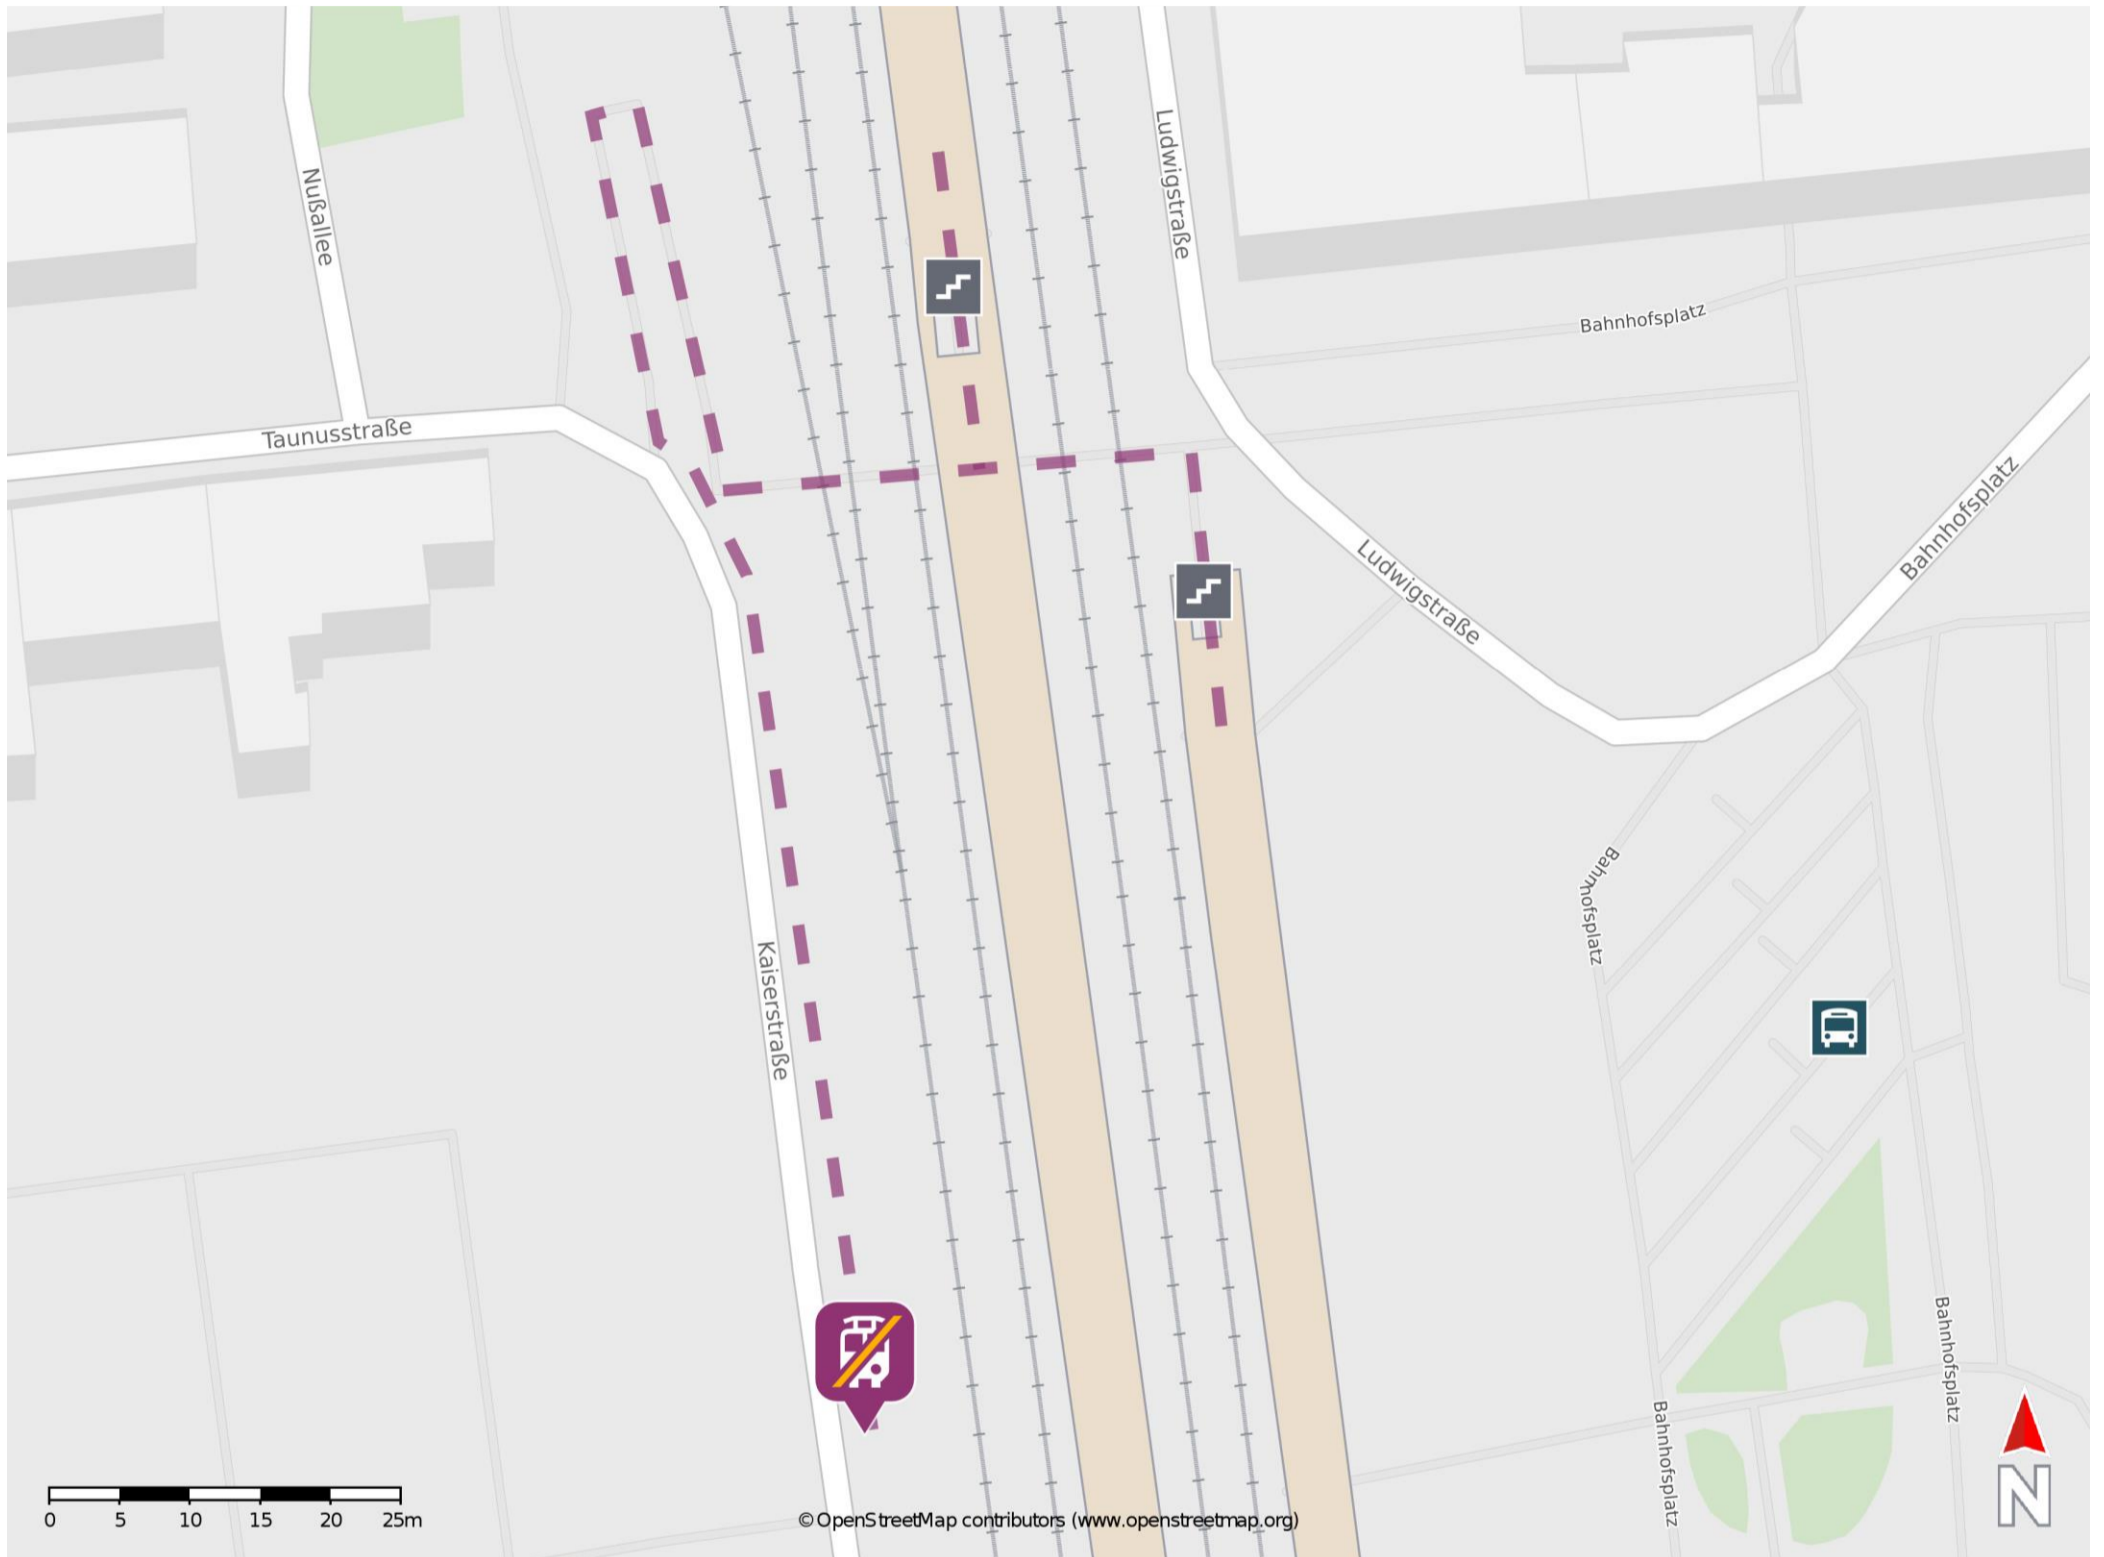 Nußallee
Ludwigstraße
Bahnhofsplatz
Taunusstraße
Bahnhofsplatz
Ludwigstraße
Bahnhofsplatz
Kaiserstraße
Bahnhofsplatz
Bahnhofsplatz
N
0 5 10 15 20 25m
©OpenStreetMap contributors (www.openstreetmap.org)